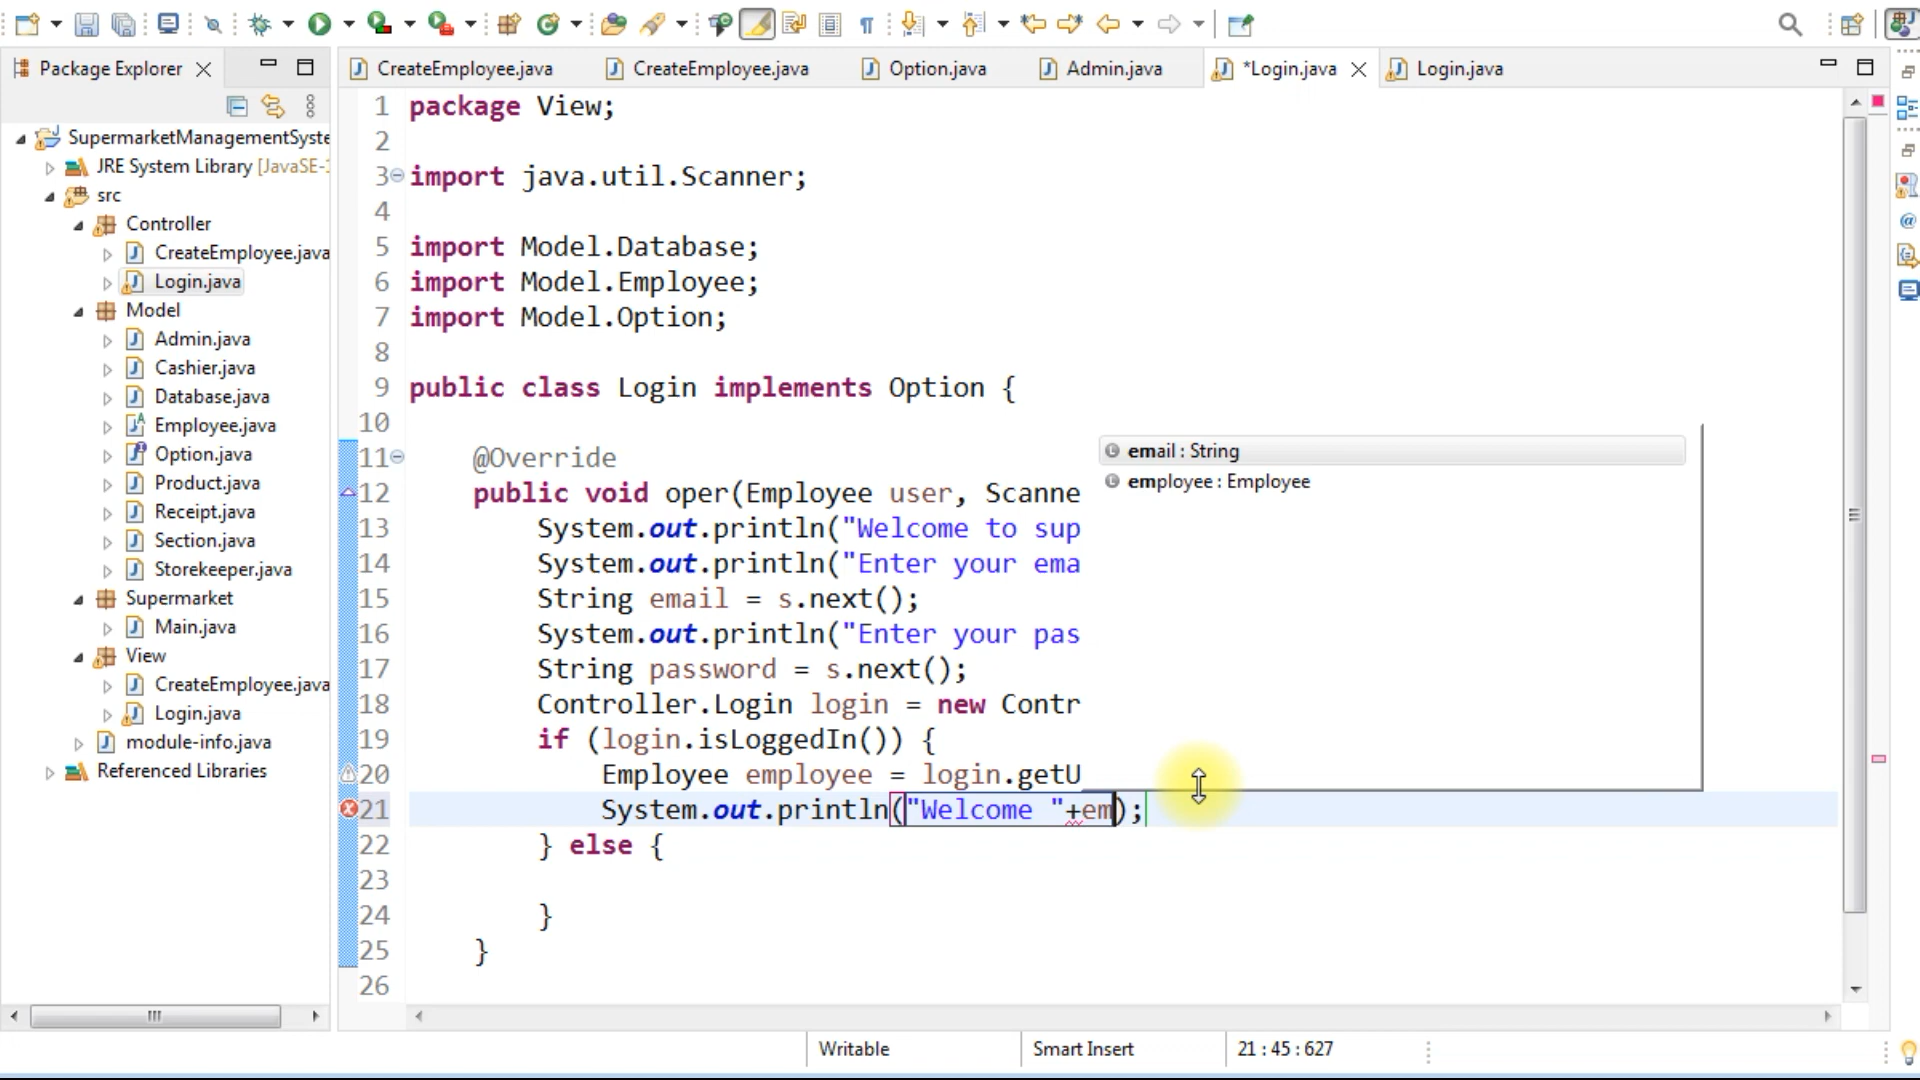 Package Explorer
CreateEmployee.java
CreateEmployee.java
Option.java
Admin.java
*Login.java
Login.java
SupermarketManagementSyste
JRE System Library [JavaSE-1
src
Controller
CreateEmployee.java
Login.java
Model
Admin.java
Cashier.java
Database.java
Employee.java
Option.java
Product.java
Receipt.java
Section.java
Storekeeper.java
Supermarket
Main.java
View
CreateEmployee.java
Login.java
module-info.java
Referenced Libraries
1 package View;
2
3 import java.util.Scanner;
4
5 import Model.Database;
6 import Model.Employee;
7 import Model.Option;
8
9 public class Login implements Option {
10
11 @Override
12 public void oper(Employee user, Scanne
13 System.out.println("Welcome to sup
14 System.out.println("Enter your ema
15 String email = s.next();
16 System.out.println("Enter your pas
17 String password = s.next();
18 Controller.Login login = new Contr
19 if (login.isLoggedIn()) {
20 Employee employee = login.getU
21 System.out.println("Welcome "+em);
22 } else {
23
24 }
25 }
26
email : String
employee : Employee
Writable
Smart Insert
21 : 45 : 627